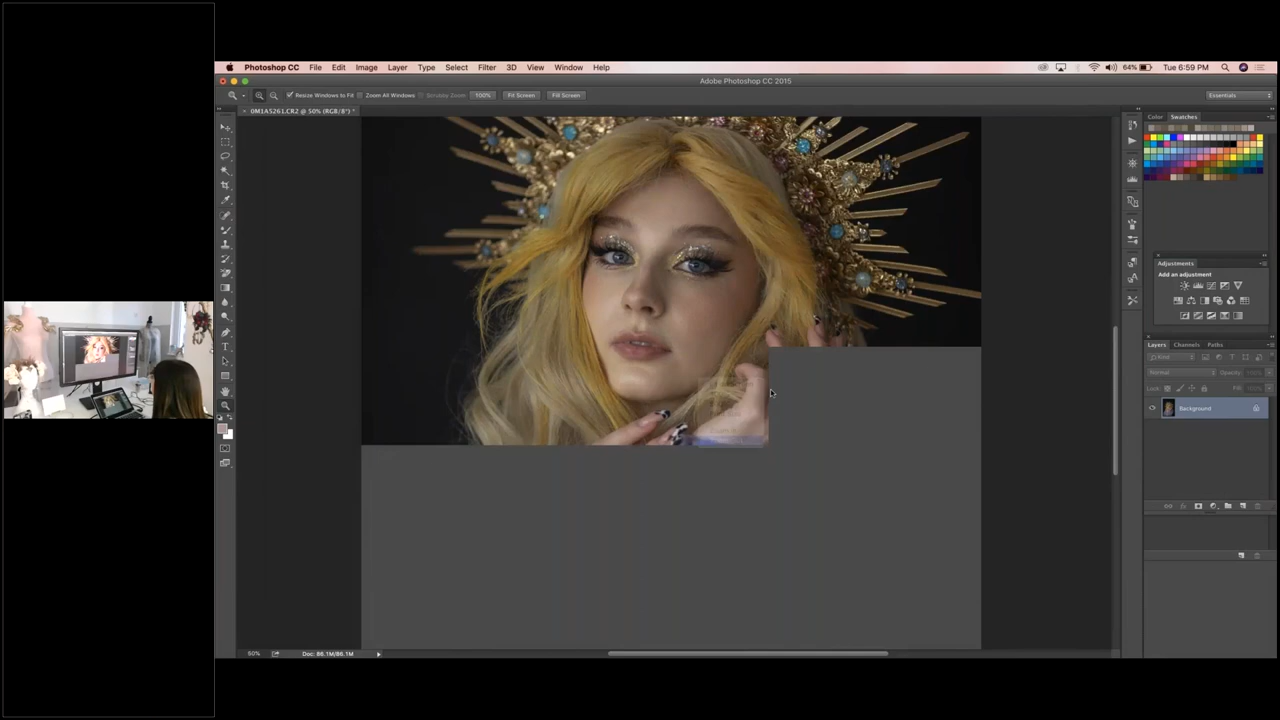 Photoshop CC File Edit Image Layer Type Select Filter 3D View Window Help 64% Tue 6:59 PM
Adobe Photoshop CC 2015
Resize Windows to Fit Zoom All Windows Scrubby Zoom 100% Fit Screen Fill Screen Essentials
0M1A5261.CR2 @ 50% (RGB/8*) *
Color Swatches
Adjustments
Add an adjustment
Layers Channels Paths
Kind
Normal Opacity: 100%
Lock: Fill: 100%
Background
50% Doc: 86.1M/86.1M